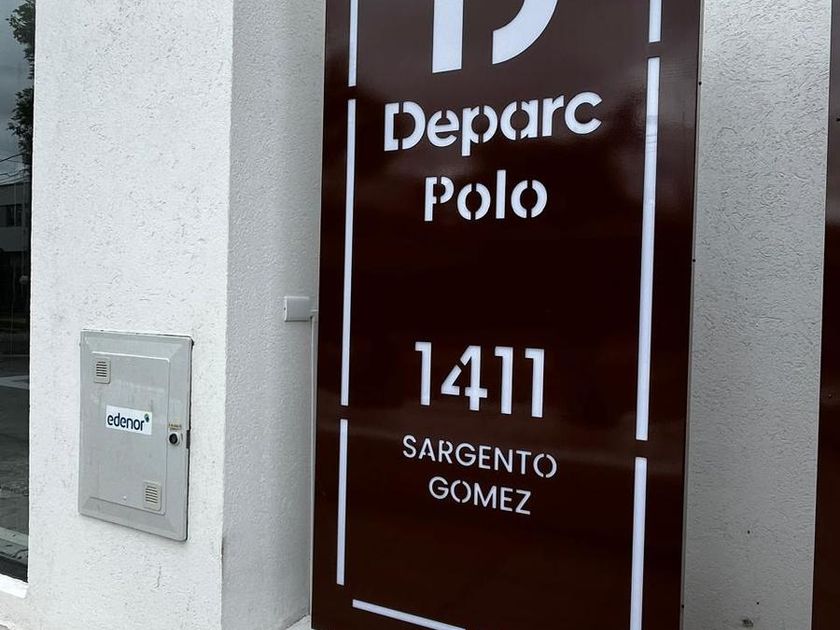 Deparc
Polo
1411
SARGENTO
GOMEZ
edenor